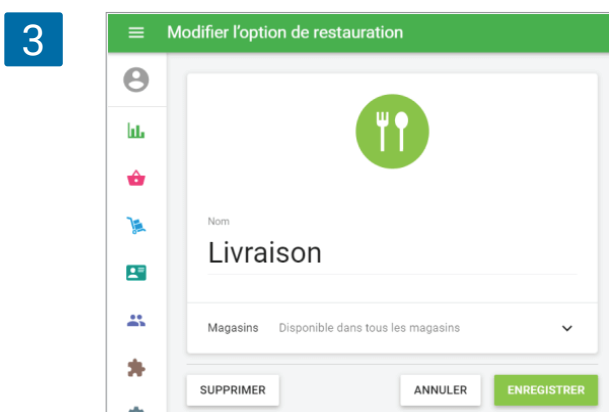 3
Modifier l’option de restauration
Nom
Livraison
Magasins Disponible dans tous les magasins
SUPPRIMER ANNULER ENREGISTRER